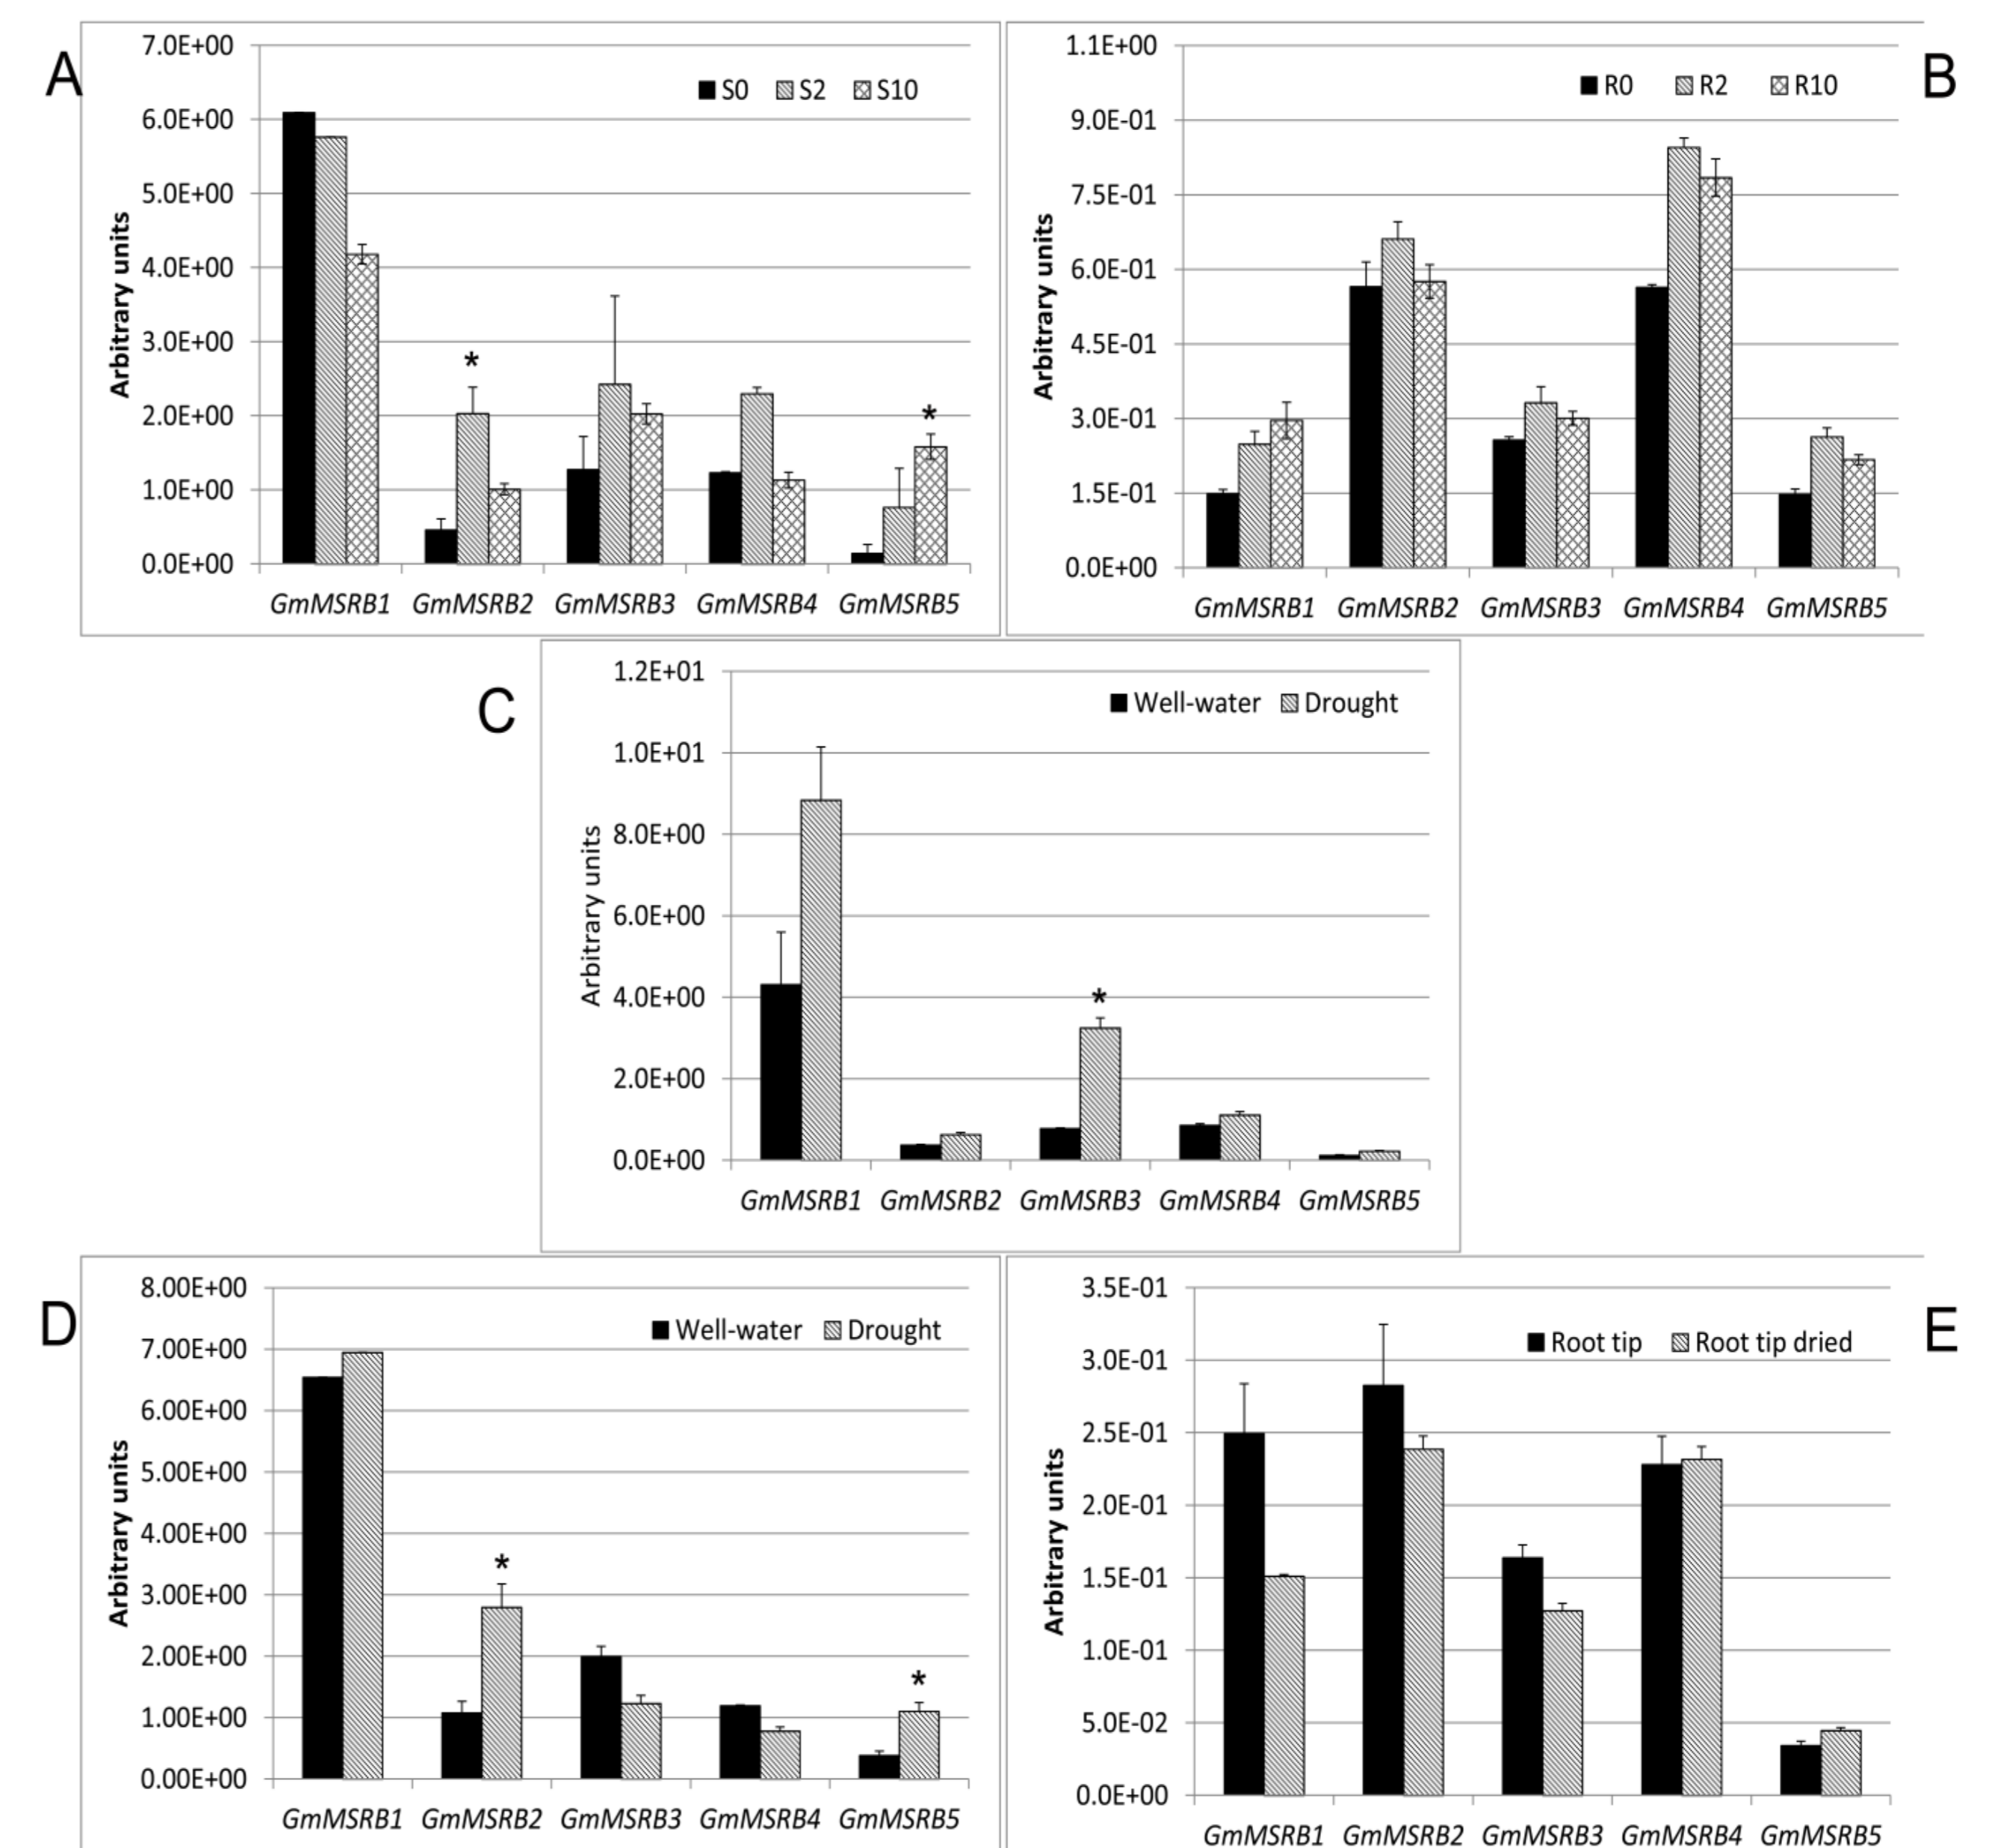 A
7.0E+00
6.0E+00
5.0E+00
4.0E+00
3.0E+00
2.0E+00
1.0E+00
0.0E+00
Arbitrary units
S0 S2 S10
*
*
GmMSRB1 GmMSRB2 GmMSRB3 GmMSRB4 GmMSRB5
B
1.1E+00
9.0E-01
7.5E-01
6.0E-01
4.5E-01
3.0E-01
1.5E-01
0.0E+00
Arbitrary units
R0 R2 R10
GmMSRB1 GmMSRB2 GmMSRB3 GmMSRB4 GmMSRB5
C
1.2E+01
1.0E+01
8.0E+00
6.0E+00
4.0E+00
2.0E+00
0.0E+00
Arbitrary units
Well-water Drought
*
GmMSRB1 GmMSRB2 GmMSRB3 GmMSRB4 GmMSRB5
D
8.00E+00
7.00E+00
6.00E+00
5.00E+00
4.00E+00
3.00E+00
2.00E+00
1.00E+00
0.00E+00
Arbitrary units
Well-water Drought
*
*
GmMSRB1 GmMSRB2 GmMSRB3 GmMSRB4 GmMSRB5
E
3.5E-01
3.0E-01
2.5E-01
2.0E-01
1.5E-01
1.0E-01
5.0E-02
0.0E+00
Arbitrary units
Root tip Root tip dried
GmMSRB1 GmMSRB2 GmMSRB3 GmMSRB4 GmMSRB5